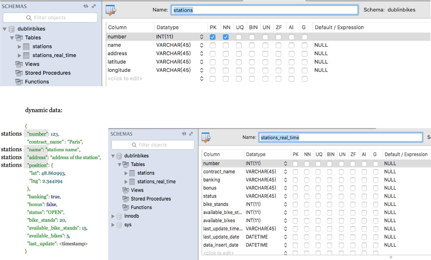 SCHEMAS
Filter objects
dublinbikes
Tables
stations
stations_real_time
Views
Stored Procedures
Functions
Name: stations Schema: dublinbikes
Column Datatype PK NN UQ BIN UN ZF AI G Default / Expression
number INT(11)
name VARCHAR(45) NULL
address VARCHAR(45) NULL
latitude VARCHAR(45) NULL
longitude VARCHAR(45) NULL
<click to edit>
dynamic data:
{
stations "number": 123,
"contract_name" : "Paris",
stations "name": "stations name",
stations "address": "address of the station",
stations "position": {
"lat": 48.862993,
"lng": 2.344294
},
"banking": true,
"bonus": false,
"status": "OPEN",
"bike_stands": 20,
"available_bike_stands": 15,
"available_bikes": 5,
"last_update": <timestamp>
}
SCHEMAS
Filter objects
dublinbikes
Tables
stations
stations_real_time
Views
Stored Procedures
Functions
innodb
sys
Name: stations_real_time
Column Datatype PK NN UQ BIN UN ZF AI G Default / Expression
number INT(11) NULL
contract_name VARCHAR(45) NULL
banking VARCHAR(45) NULL
bonus VARCHAR(45) NULL
status VARCHAR(45) NULL
bike_stands INT(11) NULL
available_bike_st... INT(11) NULL
available_bikes INT(11) NULL
last_update_time... VARCHAR(45) NULL
last_update_date DATETIME NULL
data_insert_date DATETIME NULL
<click to edit>